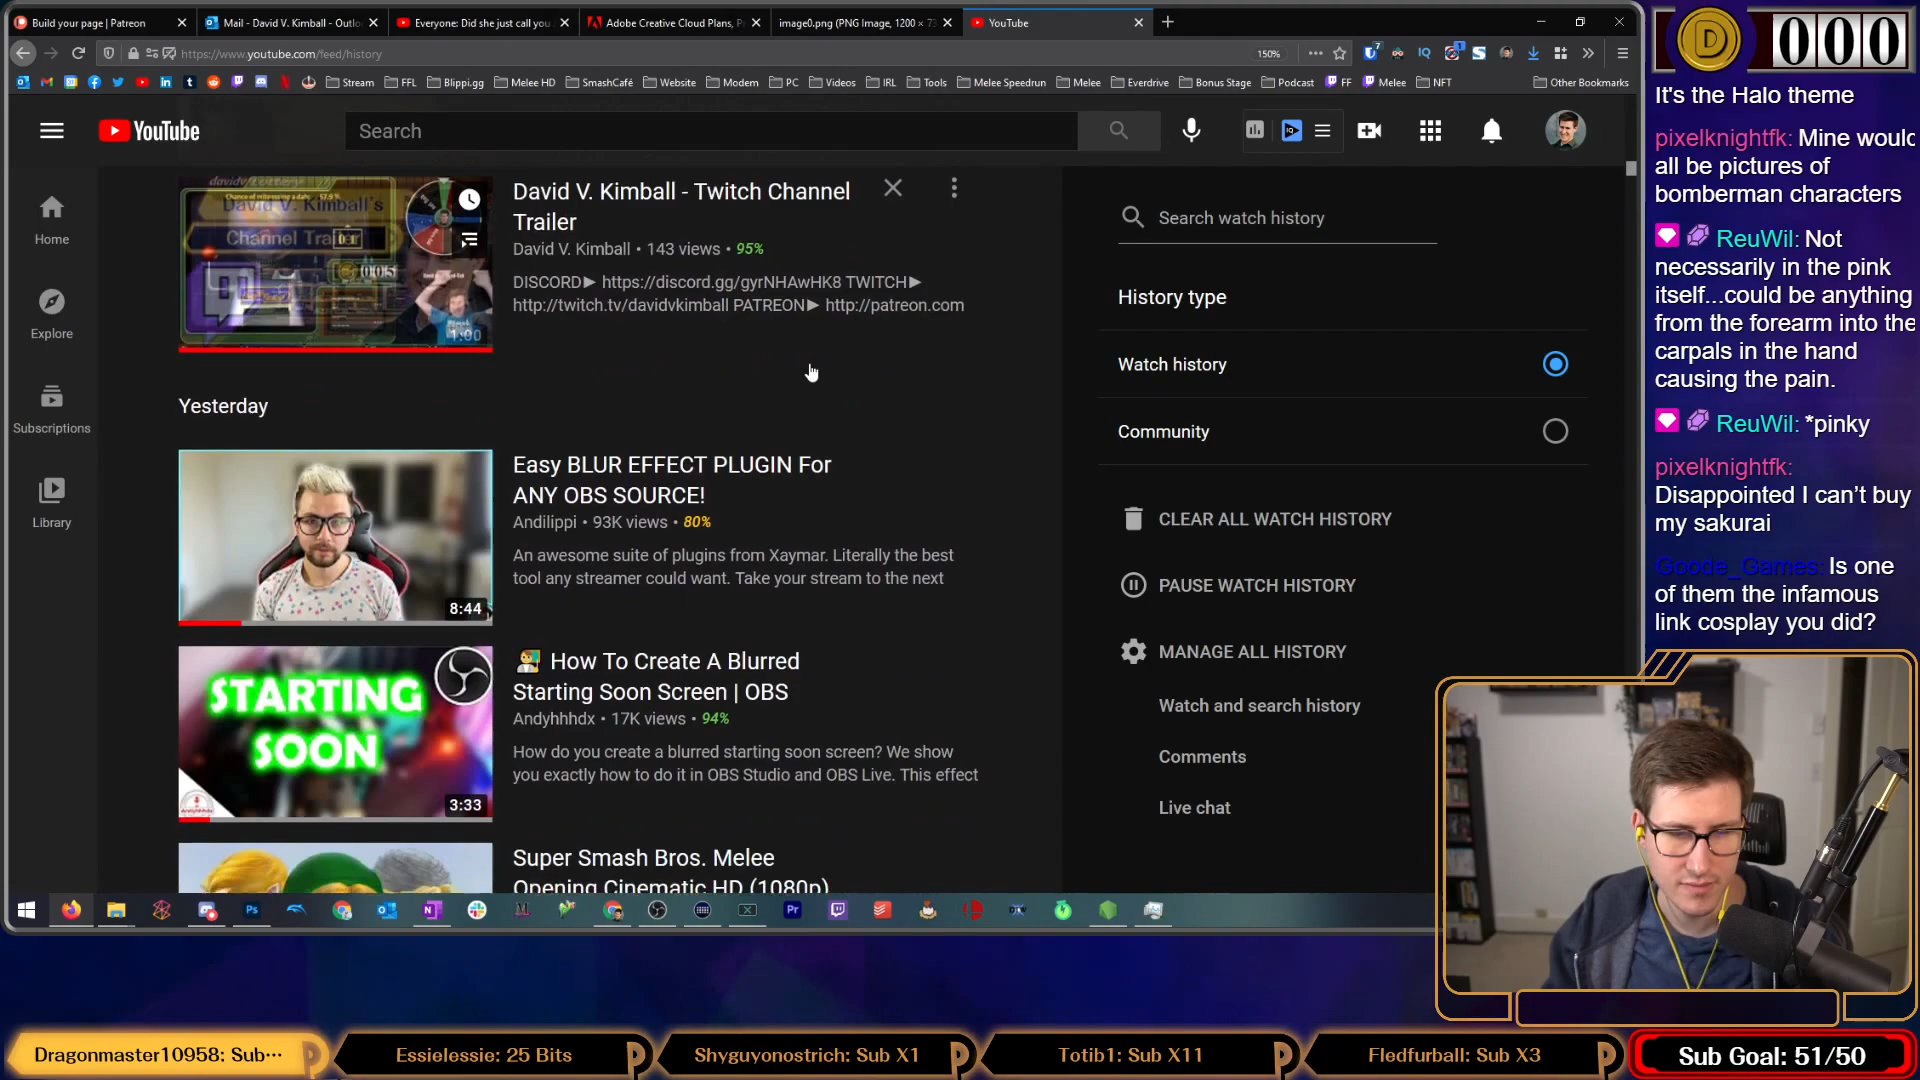 Build your page | Patreon
Mail - David V. Kimball - Outlo
Everyone: Did she just call you
Adobe Creative Cloud Plans, P
image0.png (PNG Image, 1200 × 7
YouTube
https://www.youtube.com/feed/history
150%
Stream
FFL
Blippi.gg
Melee HD
SmashCafé
Website
Modem
PC
Videos
IRL
Tools
Melee Speedrun
Melee
Everdrive
Bonus Stage
Podcast
FF
Melee
NFT
Other Bookmarks
YouTube
Search
Home
Explore
Subscriptions
Library
David V. Kimball's
Channel Trailer
1:00
David V. Kimball - Twitch Channel
Trailer
David V. Kimball • 143 views • 95%
DISCORD► https://discord.gg/gyrNHAwHK8 TWITCH►
http://twitch.tv/davidvkimball PATREON► http://patreon.com
Yesterday
8:44
Easy BLUR EFFECT PLUGIN For
ANY OBS SOURCE!
Andilippi • 93K views • 80%
An awesome suite of plugins from Xaymar. Literally the best
tool any streamer could want. Take your stream to the next
STARTING
SOON
3:33
How To Create A Blurred
Starting Soon Screen | OBS
Andyhhhdx • 17K views • 94%
How do you create a blurred starting soon screen? We show
you exactly how to do it in OBS Studio and OBS Live. This effect
Super Smash Bros. Melee
Opening Cinematic HD (1080p)
Search watch history
History type
Watch history
Community
CLEAR ALL WATCH HISTORY
PAUSE WATCH HISTORY
MANAGE ALL HISTORY
Watch and search history
Comments
Live chat
000
It's the Halo theme
pixelknightfk: Mine would
all be pictures of
bomberman characters
ReuWil: Not
necessarily in the pink
itself...could be anything
from the forearm into the
carpals in the hand
causing the pain.
ReuWil: *pinky
pixelknightfk:
Disappointed I can't buy
my sakurai
Goode_Games: Is one
of them the infamous
link cosplay you did?
Dragonmaster10958: Sub···
Essielessie: 25 Bits
Shyguyonostrich: Sub X1
Totib1: Sub X11
Fledfurball: Sub X3
Sub Goal: 51/50